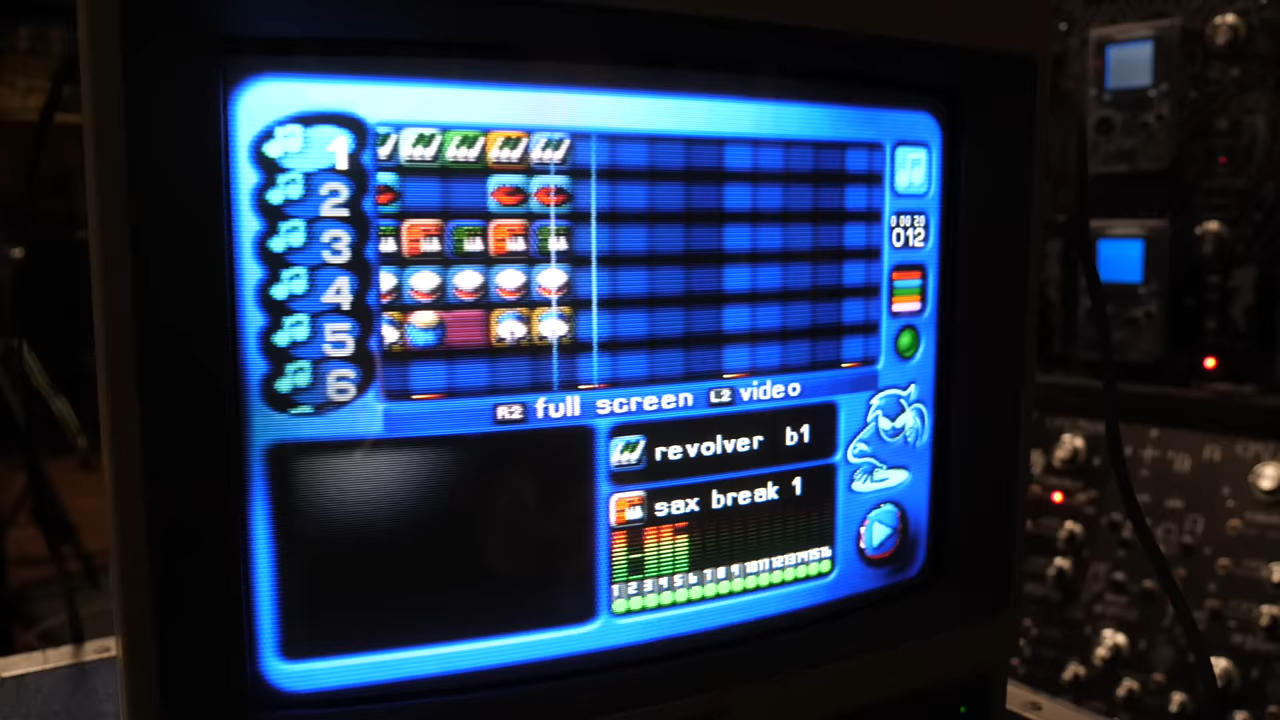 1
2
3
4
5
6
0 00 20
012
R2 full screen L2 video
revolver b1
sax break 1
1 2 3 4 5 6 7 8 9 10 11 12 13 14 15 16